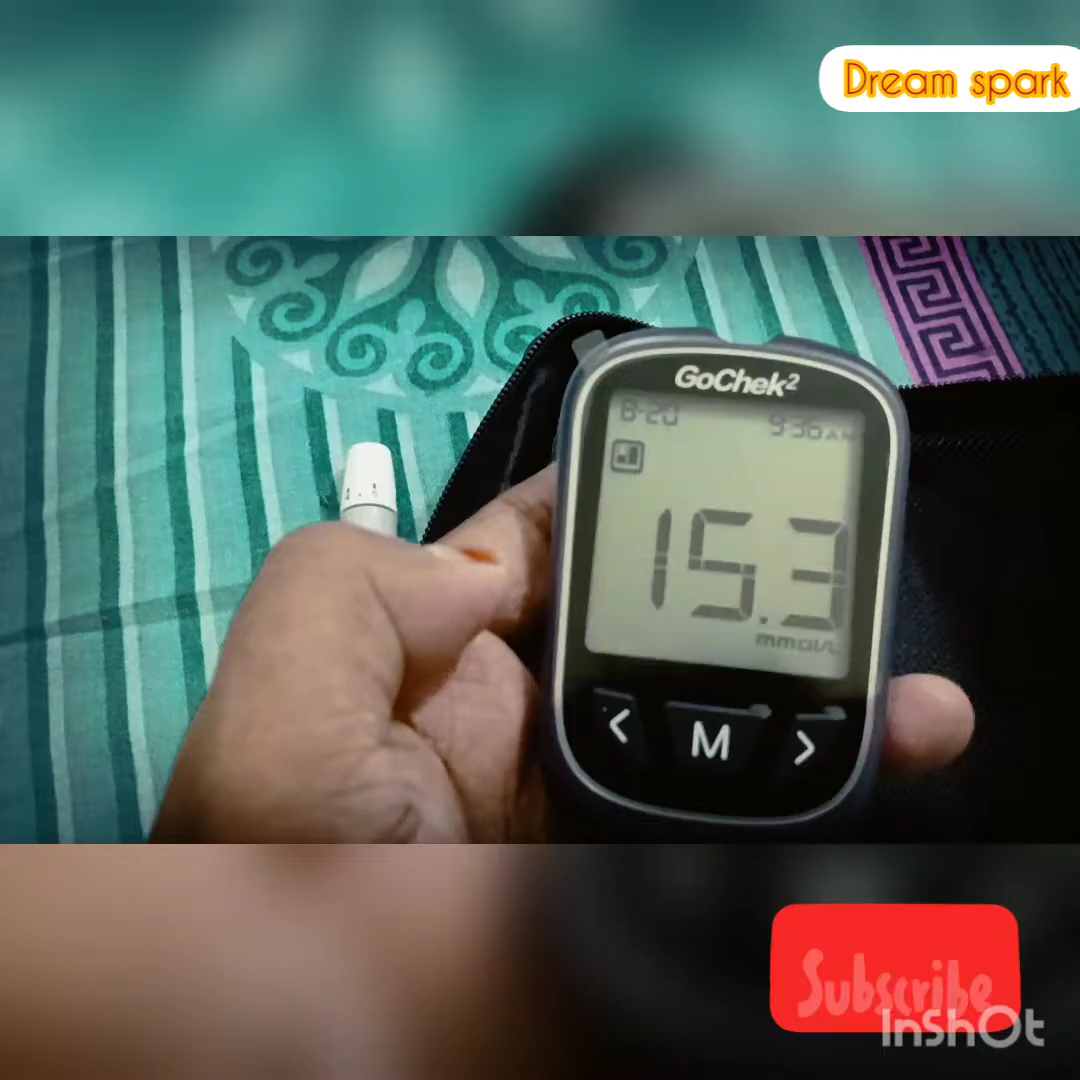 Dream spark
GoChek2
8-20 9:36 AM
15.3
mmol/L
< M >
Subscribe
InShOt